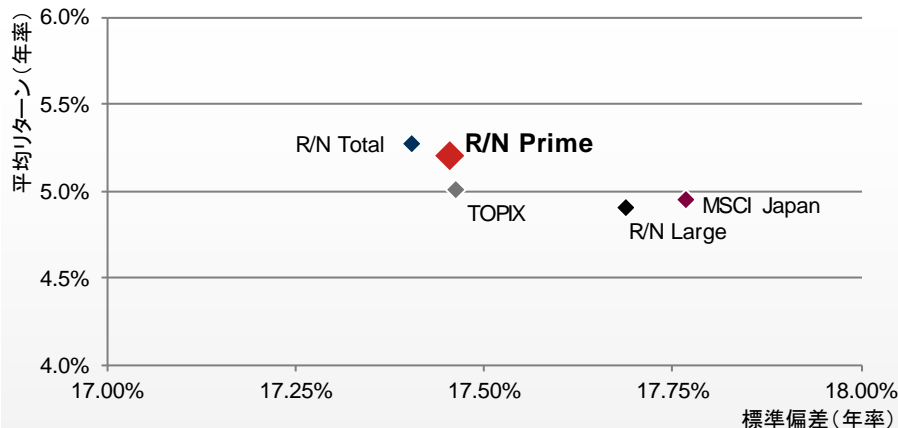 平均リターン(年率)
6.0%
5.5%
5.0%
4.5%
4.0%
R/N Total
R/N Prime
TOPIX
MSCI Japan
R/N Large
17.00%
17.25%
17.50%
17.75%
18.00%
標準偏差(年率)